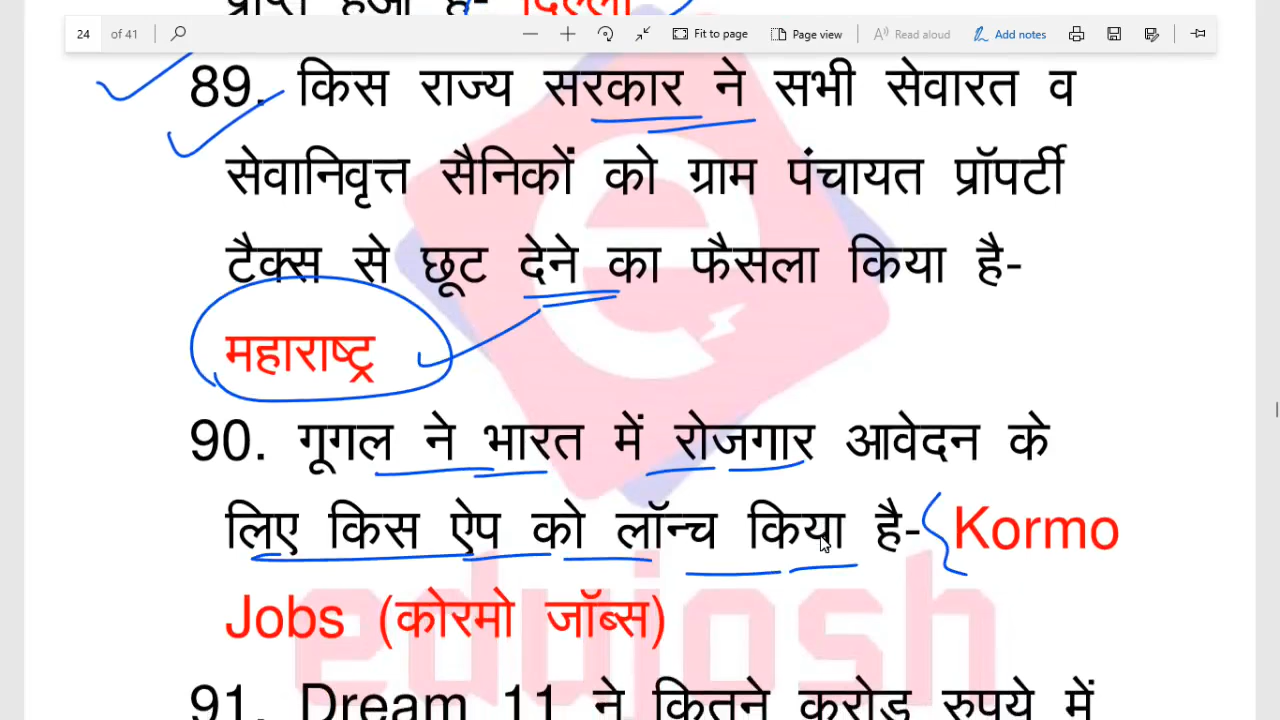 प्राप्त हुआ है- दिल्ली
24 of 41 Fit to page Page view Read aloud Add notes
89. किस राज्य सरकार ने सभी सेवारत व
सेवानिवृत्त सैनिकों को ग्राम पंचायत प्रॉपर्टी
टैक्स से छूट देने का फैसला किया है-
महाराष्ट्र
90. गूगल ने भारत में रोजगार आवेदन के
लिए किस ऐप को लॉन्च किया है- Kormo
Jobs (कोरमो जॉब्स)
edujosh
91. Dream 11 ने कितने करोड़ रुपये में